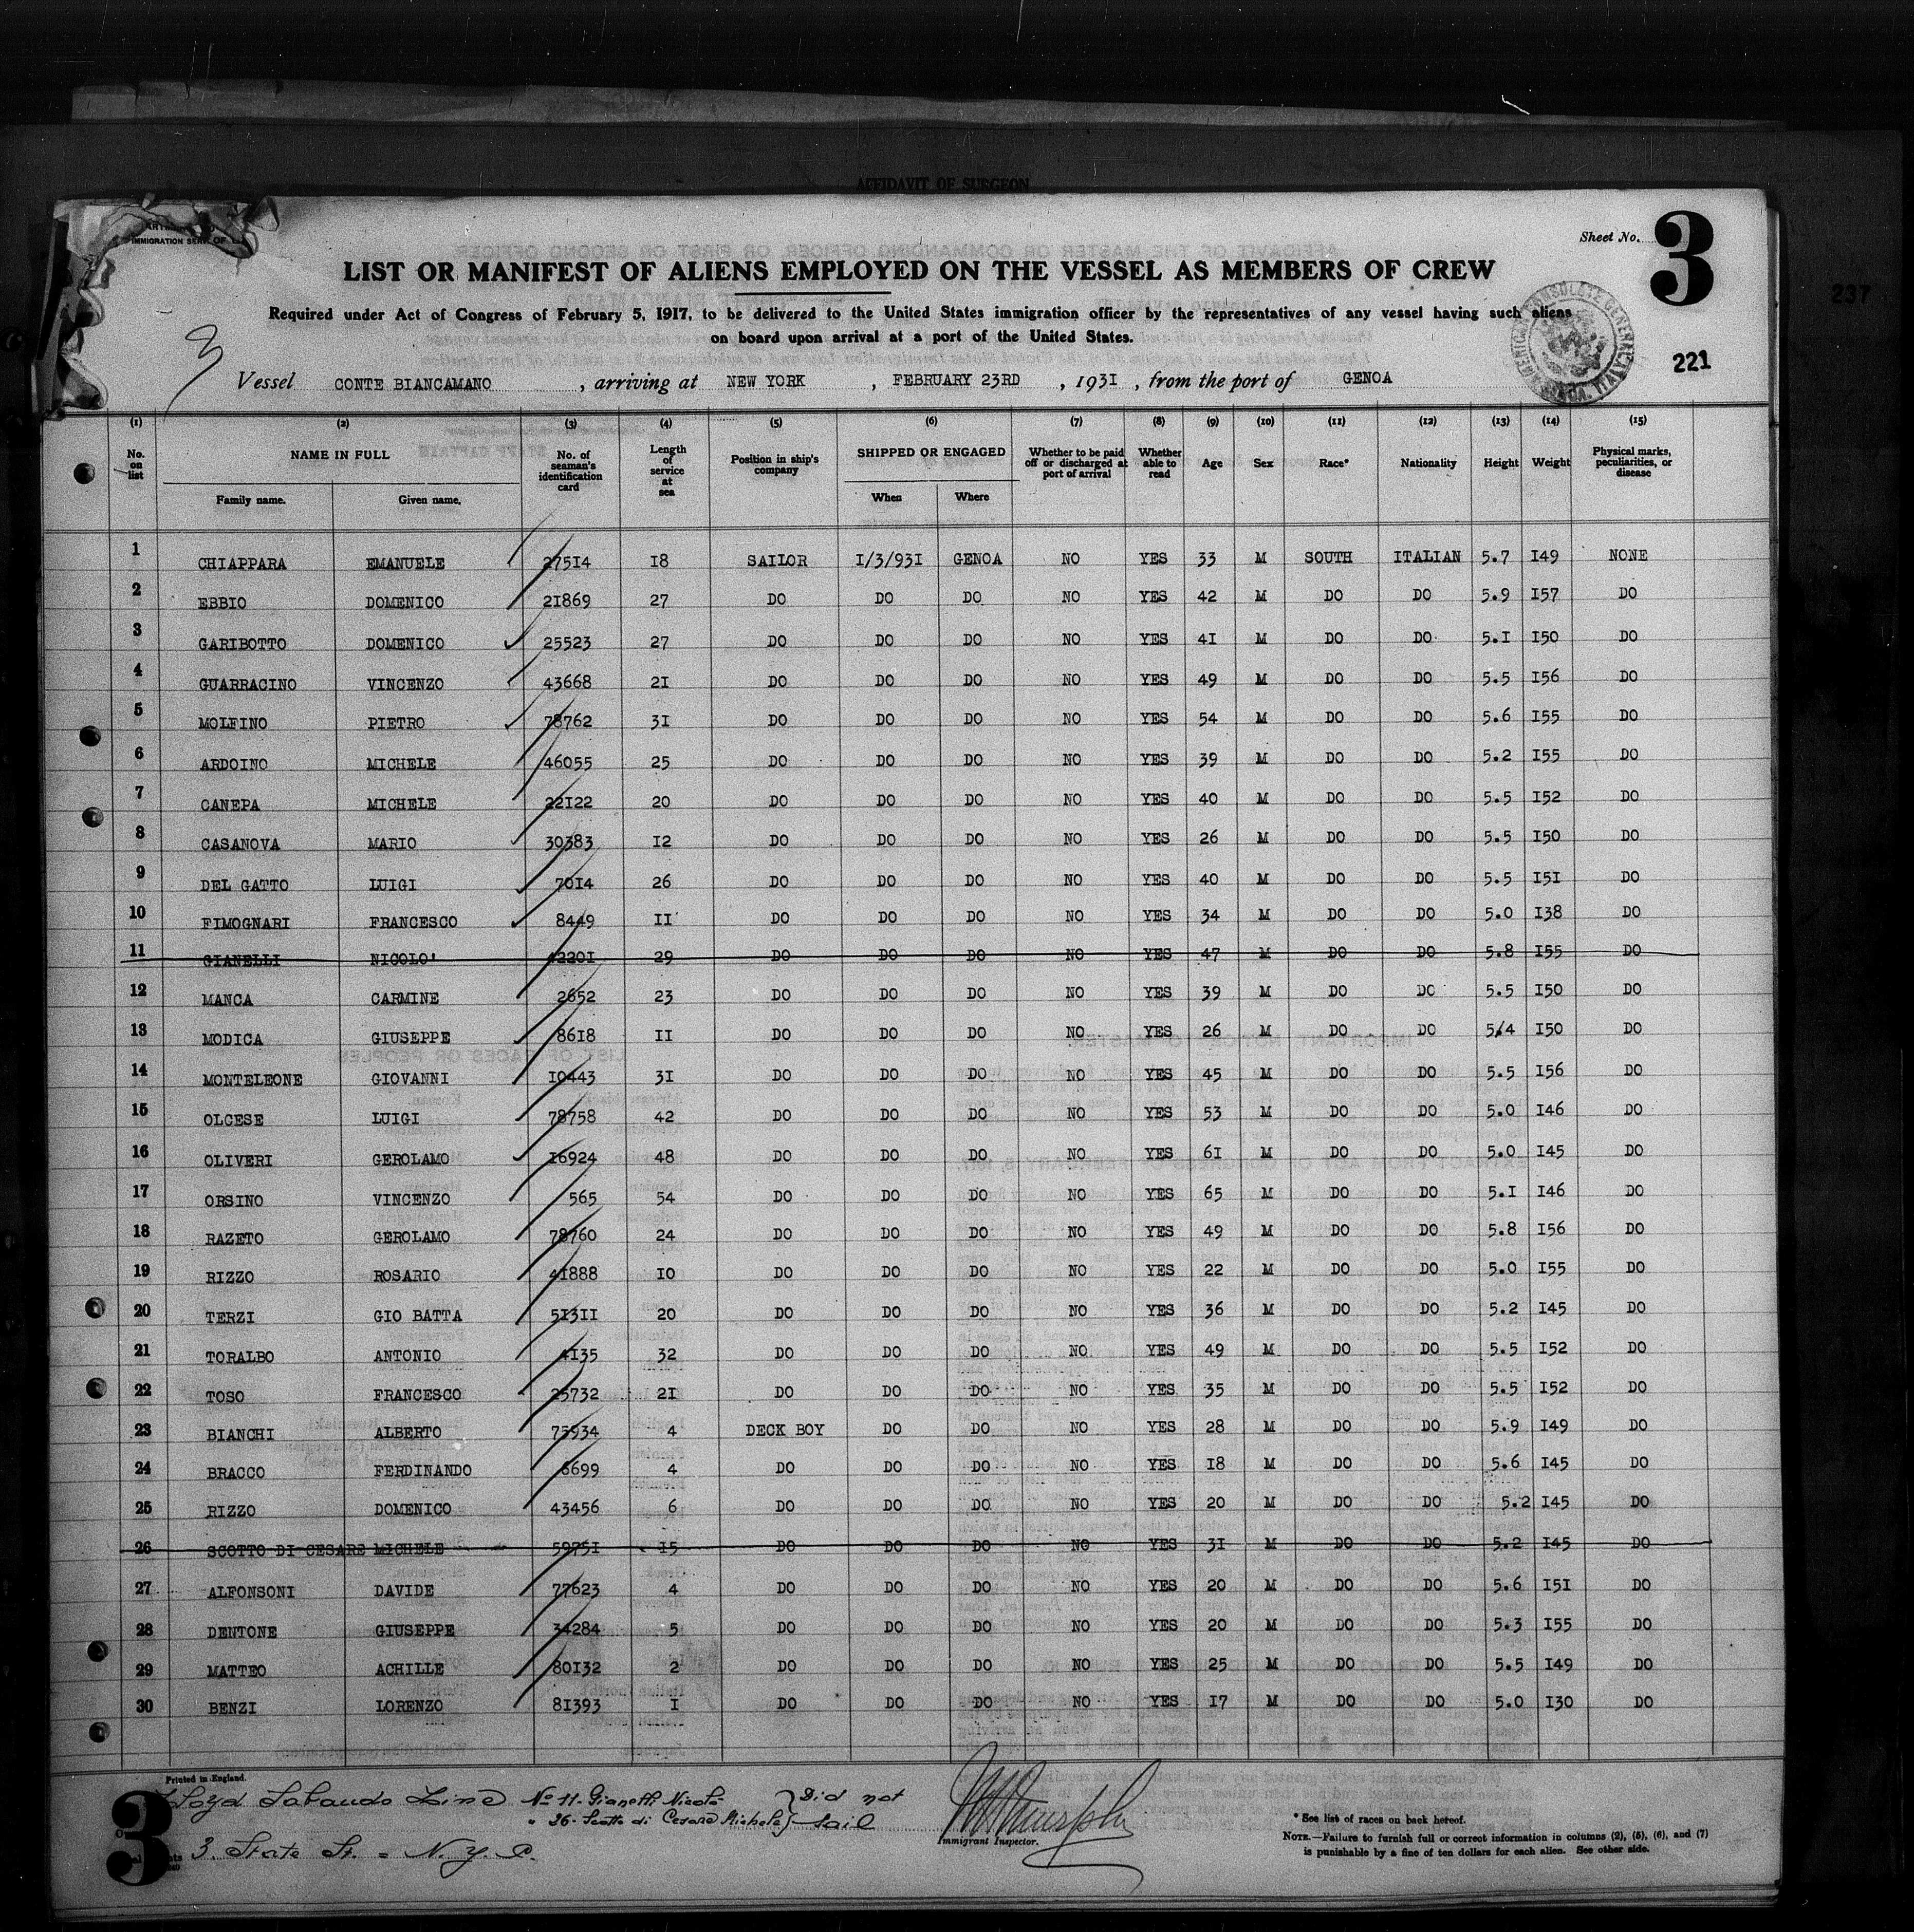 AFFIDAVIT OF SURGEON
IMMIGRATION SERV
Sheet No. 3
LIST OR MANIFEST OF ALIENS EMPLOYED ON THE VESSEL AS MEMBERS OF CREW
Required under Act of Congress of February 5, 1917, to be delivered to the United States immigration officer by the representatives of any vessel having such aliens
on board upon arrival at a port of the United States.
237
221
3
Vessel CONTE BIANCAMANO, arriving at NEW YORK, FEBRUARY 23RD, 1931, from the port of GENOA
(1) (2) (3) (4) (5) (6) (7) (8) (9) (10) (11) (12) (13) (14) (15)
No. on list NAME IN FULL Family name. Given name. No. of seaman's identification card Length of service at sea Position in ship's company SHIPPED OR ENGAGED When Where Whether to be paid off or discharged at port of arrival Whether able to read Age Sex Race* Nationality Height Weight Physical marks, peculiarities, or disease
1 CHIAPPARA EMANUELE 27514 18 SAILOR 1/3/931 GENOA NO YES 33 M SOUTH ITALIAN 5.7 149 NONE
2 EBBIO DOMENICO 21869 27 DO DO DO NO YES 42 M DO DO 5.9 157 DO
3 GARIBOTTO DOMENICO 25523 27 DO DO DO NO YES 41 M DO DO 5.1 150 DO
4 GUARRACINO VINCENZO 43668 21 DO DO DO NO YES 49 M DO DO 5.5 156 DO
5 MOLFINO PIETRO 78762 31 DO DO DO NO YES 54 M DO DO 5.6 155 DO
6 ARDOINO MICHELE 46055 25 DO DO DO NO YES 39 M DO DO 5.2 155 DO
7 CANEPA MICHELE 22122 20 DO DO DO NO YES 40 M DO DO 5.5 152 DO
8 CASANOVA MARIO 30383 12 DO DO DO NO YES 26 M DO DO 5.5 150 DO
9 DEL GATTO LUIGI 7014 26 DO DO DO NO YES 40 M DO DO 5.5 151 DO
10 FIMOGNARI FRANCESCO 8449 11 DO DO DO NO YES 34 M DO DO 5.0 138 DO
11 GIANELLI NICOLO' 42201 29 DO DO DO NO YES 47 M DO DO 5.8 155 DO
12 MANCA CARMINE 2652 23 DO DO DO NO YES 39 M DO DO 5.5 150 DO
13 MODICA GIUSEPPE 8618 11 DO DO DO NO YES 26 M DO DO 5/4 150 DO
14 MONTELEONE GIOVANNI 10443 31 DO DO DO NO YES 45 M DO DO 5.5 156 DO
15 OLCESE LUIGI 78758 42 DO DO DO NO YES 53 M DO DO 5.0 146 DO
16 OLIVERI GEROLAMO 16924 48 DO DO DO NO YES 61 M DO DO 5.0 145 DO
17 ORSINO VINCENZO 565 54 DO DO DO NO YES 65 M DO DO 5.1 146 DO
18 RAZETO GEROLAMO 78760 24 DO DO DO NO YES 49 M DO DO 5.8 156 DO
19 RIZZO ROSARIO 41888 10 DO DO DO NO YES 22 M DO DO 5.0 155 DO
20 TERZI GIO BATTA 51311 20 DO DO DO NO YES 36 M DO DO 5.2 145 DO
21 TORALBO ANTONIO 4135 32 DO DO DO NO YES 49 M DO DO 5.5 152 DO
22 TOSO FRANCESCO 25732 21 DO DO DO NO YES 35 M DO DO 5.5 152 DO
23 BIANCHI ALBERTO 75934 4 DECK BOY DO DO NO YES 28 M DO DO 5.9 149 DO
24 BRACCO FERDINANDO 6699 4 DO DO DO NO YES 18 M DO DO 5.6 145 DO
25 RIZZO DOMENICO 43456 6 DO DO DO NO YES 20 M DO DO 5.2 145 DO
26 SCOTTO DI CESARE MICHELE 59751 15 DO DO DO NO YES 31 M DO DO 5.2 145 DO
27 ALFONSONI DAVIDE 77623 4 DO DO DO NO YES 20 M DO DO 5.6 151 DO
28 DENTONE GIUSEPPE 34284 5 DO DO DO NO YES 20 M DO DO 5.3 155 DO
29 MATTEO ACHILLE 80132 2 DO DO DO NO YES 25 M DO DO 5.5 149 DO
30 BENZI LORENZO 81393 1 DO DO DO NO YES 17 M DO DO 5.0 130 DO
Printed in England.
Lloyd Sabaudo Line No 11. Gianelli Nicolò } Did not
" 26. Scotto di Cesare Michele } sail
3. State St. = N.Y.C.
3
Immigrant Inspector.
* See list of races on back hereof.
NOTE.—Failure to furnish full or correct information in columns (2), (5), (6), and (7)
is punishable by a fine of ten dollars for each alien. See other side.